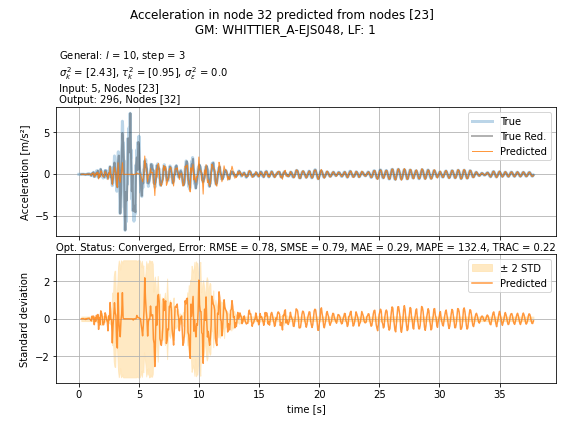 Acceleration in node 32 predicted from nodes [23]
GM: WHITTIER_A-EJS048, LF: 1
General: l = 10, step = 3
σ²ₖ = [2.43], τ²ₖ = [0.95], σ²ε = 0.0
Input: 5, Nodes [23]
Output: 296, Nodes [32]
Acceleration [m/s²]
5
0
−5
True
True Red.
Predicted
Opt. Status: Converged, Error: RMSE = 0.78, SMSE = 0.79, MAE = 0.29, MAPE = 132.4, TRAC = 0.22
Standard deviation
2
0
−2
± 2 STD
Predicted
0 5 10 15 20 25 30 35
time [s]